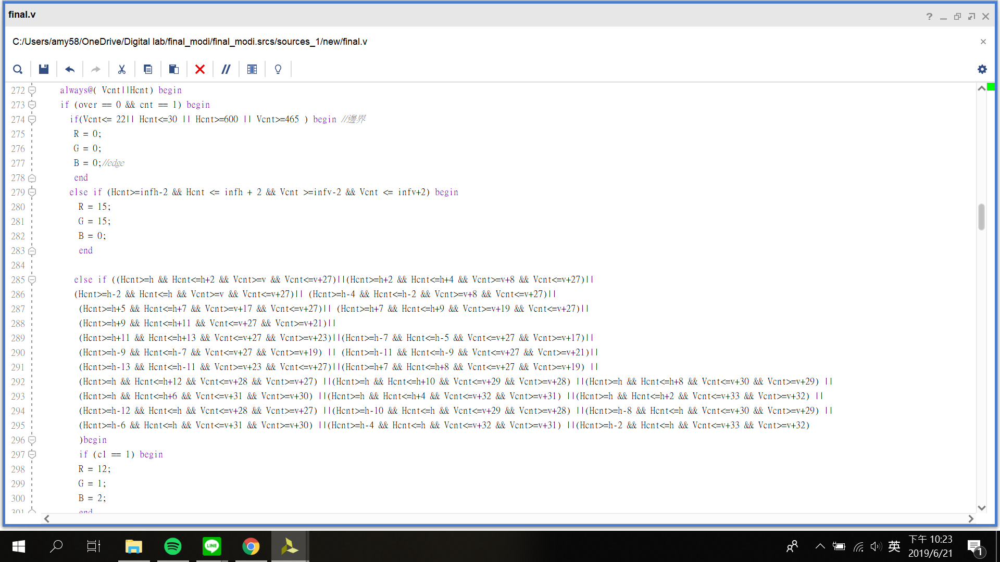 final.v
C:/Users/amy58/OneDrive/Digital lab/final_modi/final_modi.srcs/sources_1/new/final.v
272 always@( Vcnt||Hcnt) begin
273 if (over == 0 && cnt == 1) begin
274 if(Vcnt<= 22|| Hcnt<=30 || Hcnt>=600 || Vcnt>=465 ) begin //邊界
275 R = 0;
276 G = 0;
277 B = 0;//edge
278 end
279 else if (Hcnt>=infh-2 && Hcnt <= infh + 2 && Vcnt >=infv-2 && Vcnt <= infv+2) begin
280 R = 15;
281 G = 15;
282 B = 0;
283 end
284
285 else if ((Hcnt>=h && Hcnt<=h+2 && Vcnt>=v && Vcnt<=v+27)||(Hcnt>=h+2 && Hcnt<=h+4 && Vcnt>=v+8 && Vcnt<=v+27)||
286 (Hcnt>=h-2 && Hcnt<=h && Vcnt>=v && Vcnt<=v+27)|| (Hcnt>=h-4 && Hcnt<=h-2 && Vcnt>=v+8 && Vcnt<=v+27)||
287 (Hcnt>=h+5 && Hcnt<=h+7 && Vcnt>=v+17 && Vcnt<=v+27)|| (Hcnt>=h+7 && Hcnt<=h+9 && Vcnt>=v+19 && Vcnt<=v+27)||
288 (Hcnt>=h+9 && Hcnt<=h+11 && Vcnt<=v+27 && Vcnt>=v+21)||
289 (Hcnt>=h+11 && Hcnt<=h+13 && Vcnt<=v+27 && Vcnt>=v+23)||(Hcnt>=h-7 && Hcnt<=h-5 && Vcnt<=v+27 && Vcnt>=v+17)||
290 (Hcnt>=h-9 && Hcnt<=h-7 && Vcnt<=v+27 && Vcnt>=v+19) || (Hcnt>=h-11 && Hcnt<=h-9 && Vcnt<=v+27 && Vcnt>=v+21)||
291 (Hcnt>=h-13 && Hcnt<=h-11 && Vcnt>=v+23 && Vcnt<=v+27)||(Hcnt>=h+7 && Hcnt<=h+8 && Vcnt<=v+27 && Vcnt>=v+19) ||
292 (Hcnt>=h && Hcnt<=h+12 && Vcnt<=v+28 && Vcnt>=v+27) ||(Hcnt>=h && Hcnt<=h+10 && Vcnt<=v+29 && Vcnt>=v+28) ||(Hcnt>=h && Hcnt<=h+8 && Vcnt<=v+30 && Vcnt>=v+29) ||
293 (Hcnt>=h && Hcnt<=h+6 && Vcnt<=v+31 && Vcnt>=v+30) ||(Hcnt>=h && Hcnt<=h+4 && Vcnt<=v+32 && Vcnt>=v+31) ||(Hcnt>=h && Hcnt<=h+2 && Vcnt<=v+33 && Vcnt>=v+32) ||
294 (Hcnt>=h-12 && Hcnt<=h && Vcnt<=v+28 && Vcnt>=v+27) ||(Hcnt>=h-10 && Hcnt<=h && Vcnt<=v+29 && Vcnt>=v+28) ||(Hcnt>=h-8 && Hcnt<=h && Vcnt<=v+30 && Vcnt>=v+29) ||
295 (Hcnt>=h-6 && Hcnt<=h && Vcnt<=v+31 && Vcnt>=v+30) ||(Hcnt>=h-4 && Hcnt<=h && Vcnt<=v+32 && Vcnt>=v+31) ||(Hcnt>=h-2 && Hcnt<=h && Vcnt<=v+33 && Vcnt>=v+32)
296 )begin
297 if (c1 == 1) begin
298 R = 12;
299 G = 1;
300 B = 2;
301 end
LINE
英
下午 10:23
2019/6/21
1